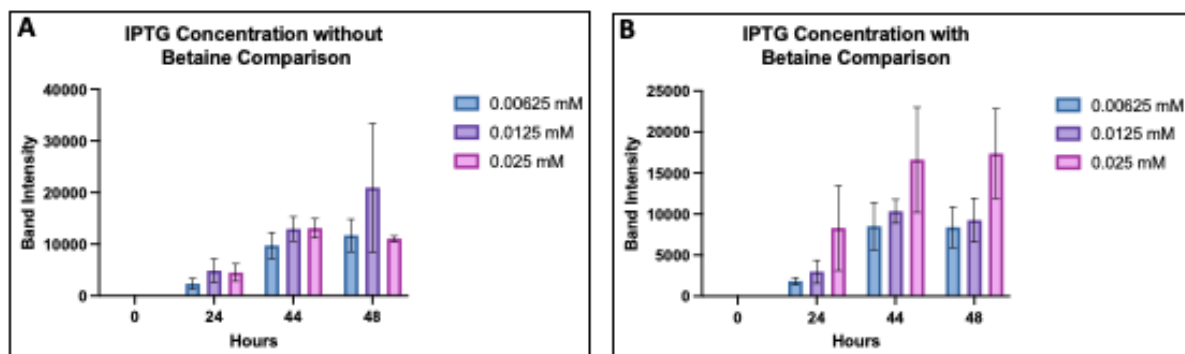 A
IPTG Concentration without
Betaine Comparison
40000
30000
20000
10000
0
Band Intensity
0
24
44
48
Hours
0.00625 mM
0.0125 mM
0.025 mM
B
IPTG Concentration with
Betaine Comparison
25000
20000
15000
10000
5000
0
Band Intensity
0
24
44
48
Hours
0.00625 mM
0.0125 mM
0.025 mM